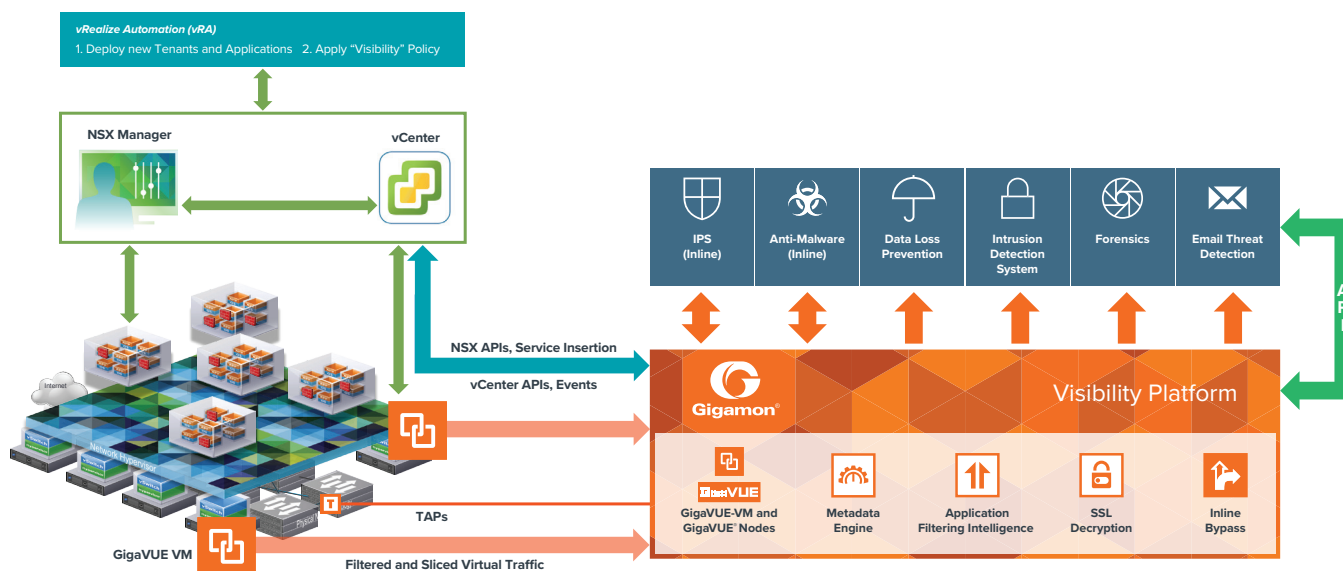 vRealize Automation (vRA)
1. Deploy new Tenants and Applications 2. Apply “Visibility” Policy
NSX Manager
vCenter
Internet
Network Hypervisor
GigaVUE VM
T
TAPs
NSX APIs, Service Insertion
vCenter APIs, Events
Filtered and Sliced Virtual Traffic
IPS
(Inline)
Anti-Malware
(Inline)
Data Loss
Prevention
Intrusion
Detection
System
Forensics
Email Threat
Detection
Gigamon®
Visibility Platform
GigaVUE-VM and
GigaVUE® Nodes
Metadata
Engine
Application
Filtering Intelligence
SSL
Decryption
Inline
Bypass